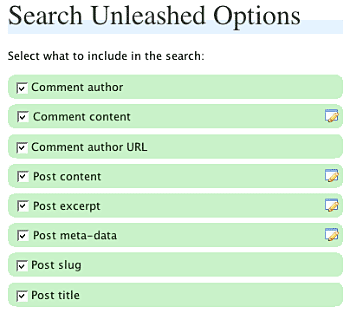 Search Unleashed Options
Select what to include in the search:
Comment author
Comment content
Comment author URL
Post content
Post excerpt
Post meta-data
Post slug
Post title